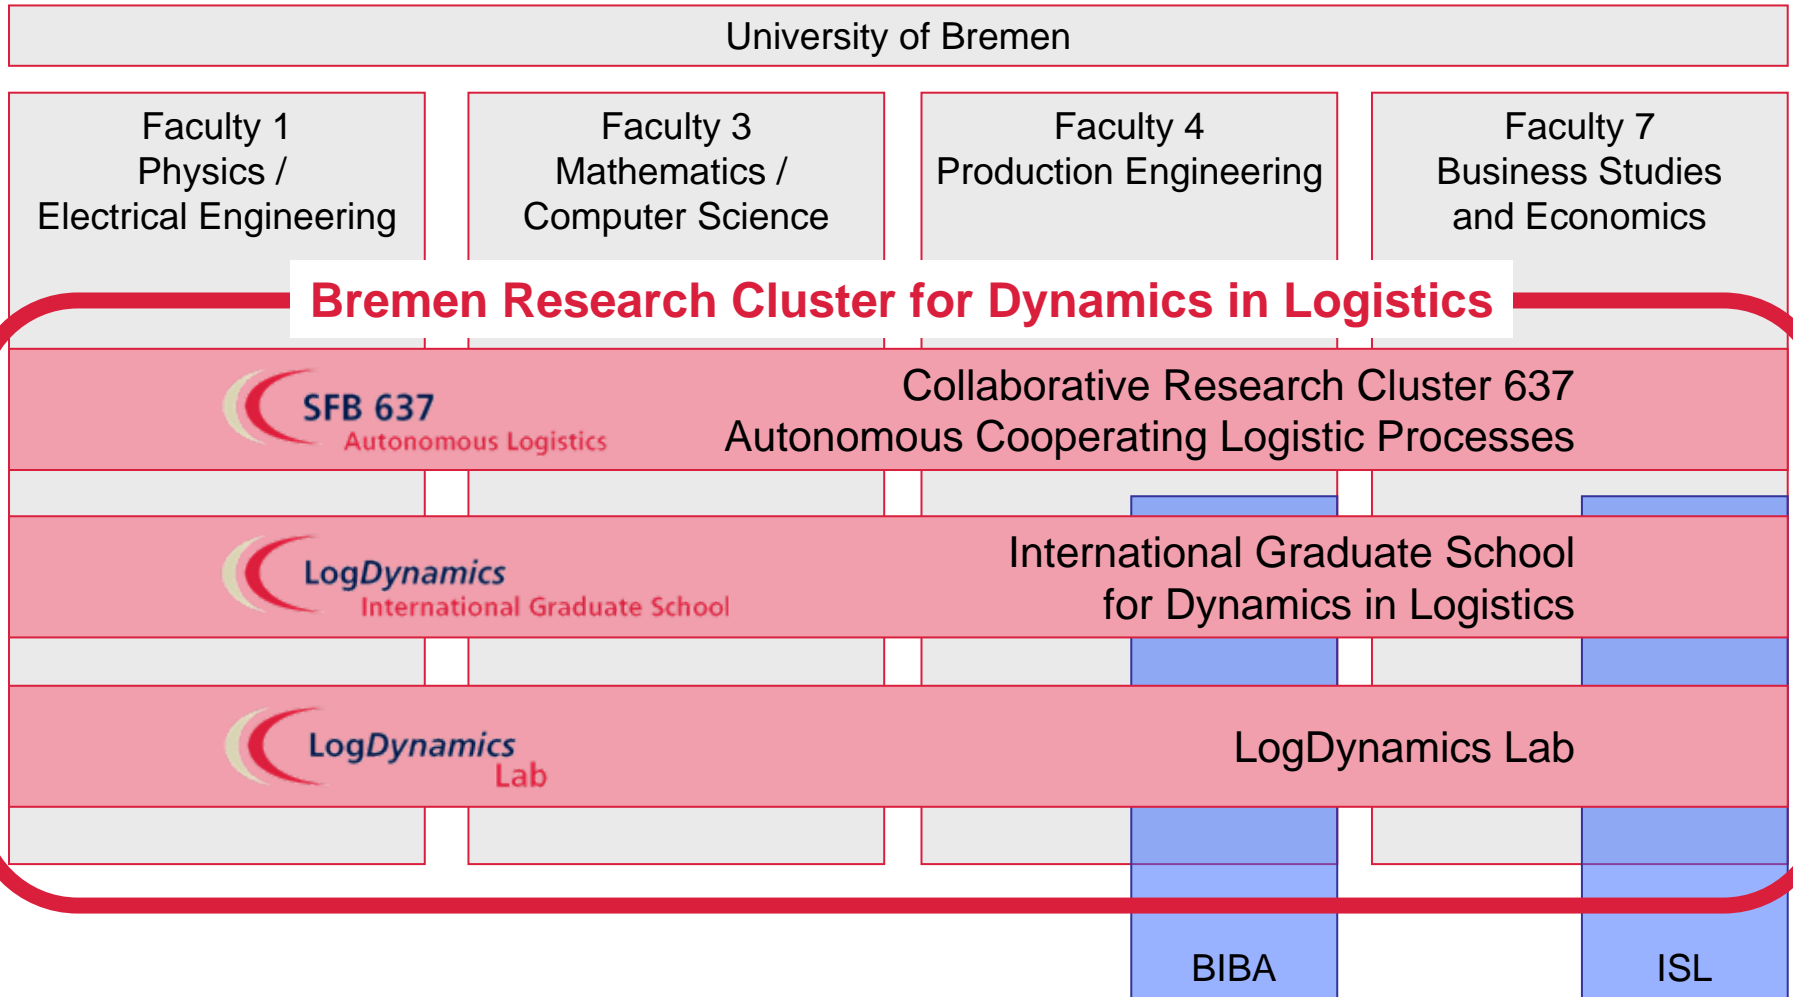 University of Bremen
Faculty 1
Physics /
Electrical Engineering
Faculty 3
Mathematics /
Computer Science
Faculty 4
Production Engineering
Faculty 7
Business Studies
and Economics
Bremen Research Cluster for Dynamics in Logistics
SFB 637
Autonomous Logistics
Collaborative Research Cluster 637
Autonomous Cooperating Logistic Processes
LogDynamics
International Graduate School
International Graduate School
for Dynamics in Logistics
LogDynamics
Lab
LogDynamics Lab
BIBA
ISL